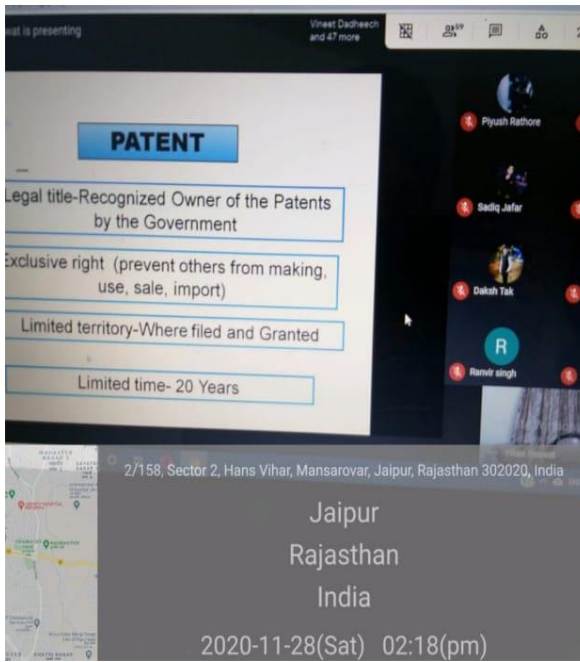 wat is presenting
Vineet Dadheech
and 47 more
59
PATENT
Legal title-Recognized Owner of the Patents
by the Government
Exclusive right (prevent others from making,
use, sale, import)
Limited territory-Where filed and Granted
Limited time- 20 Years
Piyush Rathore
Sadiq Jafar
Daksh Tak
R
Ranvir singh
2/158, Sector 2, Hans Vihar, Mansarovar, Jaipur, Rajasthan 302020, India
Jaipur
Rajasthan
India
2020-11-28(Sat) 02:18(pm)